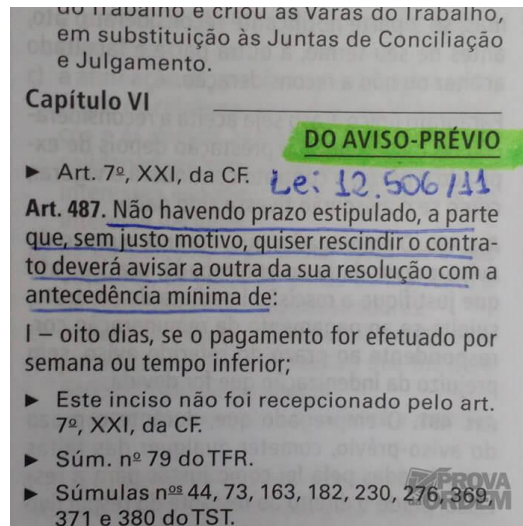 do Trabalho e criou as Varas do Trabalho,
em substituição às Juntas de Conciliação
e Julgamento.
Capítulo VI
DO AVISO-PRÉVIO
► Art. 7º, XXI, da CF. Lei 12.506/11
Art. 487. Não havendo prazo estipulado, a parte
que, sem justo motivo, quiser rescindir o contra-
to deverá avisar a outra da sua resolução com a
antecedência mínima de:
I – oito dias, se o pagamento for efetuado por
semana ou tempo inferior;
► Este inciso não foi recepcionado pelo art.
7º, XXI, da CF.
► Súm. nº 79 do TFR.
► Súmulas nºs 44, 73, 163, 182, 230, 276, 369,
371 e 380 do TST.
PROVA
ORDEM